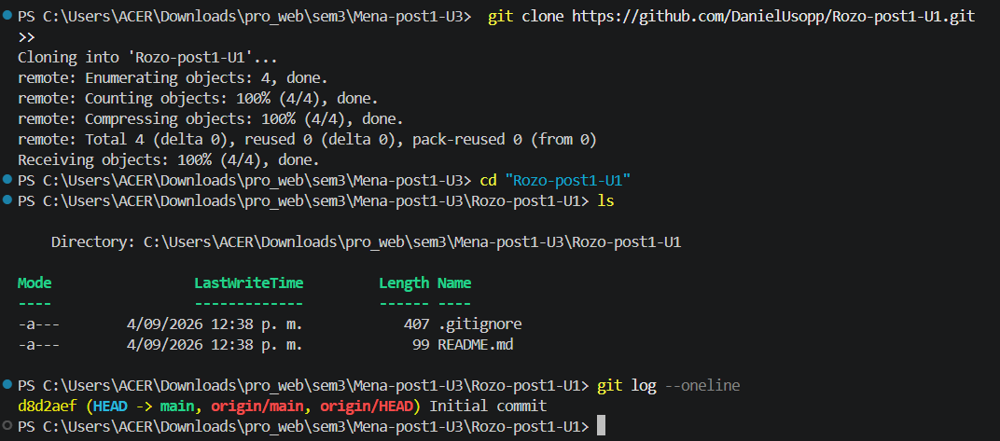 PS C:\Users\ACER\Downloads\pro_web\sem3\Mena-post1-U3>  git clone https://github.com/DanielUsopp/Rozo-post1-U1.git
>>
Cloning into 'Rozo-post1-U1'...
remote: Enumerating objects: 4, done.
remote: Counting objects: 100% (4/4), done.
remote: Compressing objects: 100% (4/4), done.
remote: Total 4 (delta 0), reused 0 (delta 0), pack-reused 0 (from 0)
Receiving objects: 100% (4/4), done.
PS C:\Users\ACER\Downloads\pro_web\sem3\Mena-post1-U3> cd "Rozo-post1-U1"
PS C:\Users\ACER\Downloads\pro_web\sem3\Mena-post1-U3\Rozo-post1-U1> ls
    Directory: C:\Users\ACER\Downloads\pro_web\sem3\Mena-post1-U3\Rozo-post1-U1
Mode                 LastWriteTime         Length Name
----                 -------------         ------ ----
-a---        4/09/2026 12:38 p. m.            407 .gitignore
-a---        4/09/2026 12:38 p. m.             99 README.md
PS C:\Users\ACER\Downloads\pro_web\sem3\Mena-post1-U3\Rozo-post1-U1> git log --oneline
d8d2aef (HEAD -> main, origin/main, origin/HEAD) Initial commit
PS C:\Users\ACER\Downloads\pro_web\sem3\Mena-post1-U3\Rozo-post1-U1>